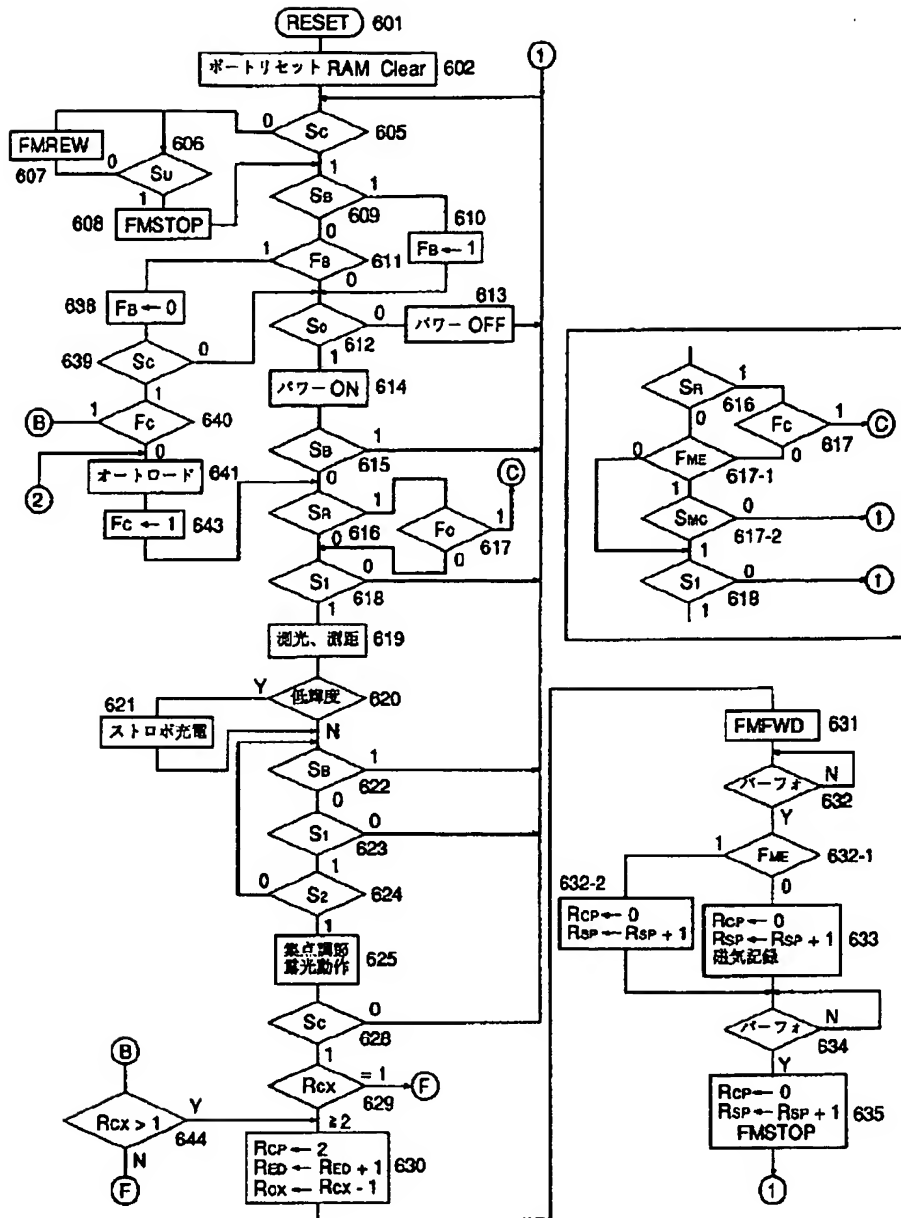 RESET 601
ポートリセット RAM Clear 602
1
0 SC 605
FMREW 606
607 0 SU
1
608 FMSTOP
1
SB 1
609
610
0
FB ← 1
1 FB 611
0
638 FB ← 0
613
SO 0 パワー OFF
612
1
639 SC 0
1
パワー ON 614
B 1 FC 640
0
2
オートロード 641
FC ← 1 643
SB 1
615
0
SR 1
616
0
C
FC 1
617
0
S1 0
618
1
測光、測距 619
Y 低輝度 620
621
ストロボ充電
N
SB 1
622
0
S1 0
623
1
0 S2 624
1
焦点調節
露光動作 625
SC 0
628
1
RCX = 1 F
629
≧2
B
RCX > 1 Y
644
N
F
RCP ← 2
RED ← RED + 1 630
RCX ← RCX - 1
SR 1
616
0
FC 1 C
617
0
0 FME
617-1
1
SMC 0 1
617-2
1
S1 0 1
618
1
FMFWD 631
パーフォ N
632
Y
1 FME 632-1
0
632-2
RCP ← 0
RSP ← RSP + 1
RCP ← 0
RSP ← RSP + 1 633
磁気記録
パーフォ N
634
Y
RCP ← 0
RSP ← RSP + 1 635
FMSTOP
1